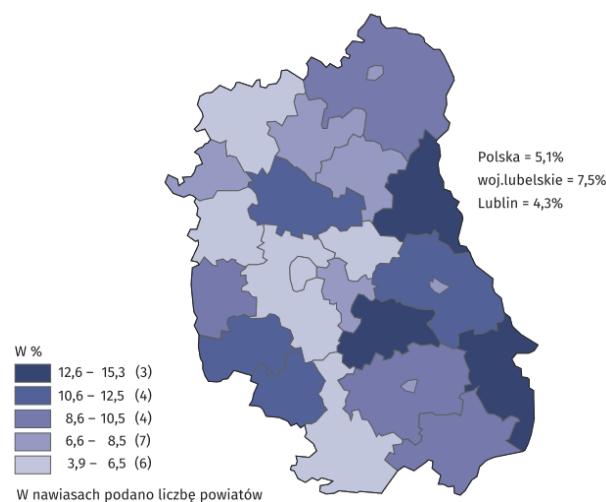 Polska = 5,1%
woj.lubelskie = 7,5%
Lublin = 4,3%
W %
12,6 – 15,3 (3)
10,6 – 12,5 (4)
8,6 – 10,5 (4)
6,6 – 8,5 (7)
3,9 – 6,5 (6)
W nawiasach podano liczbę powiatów